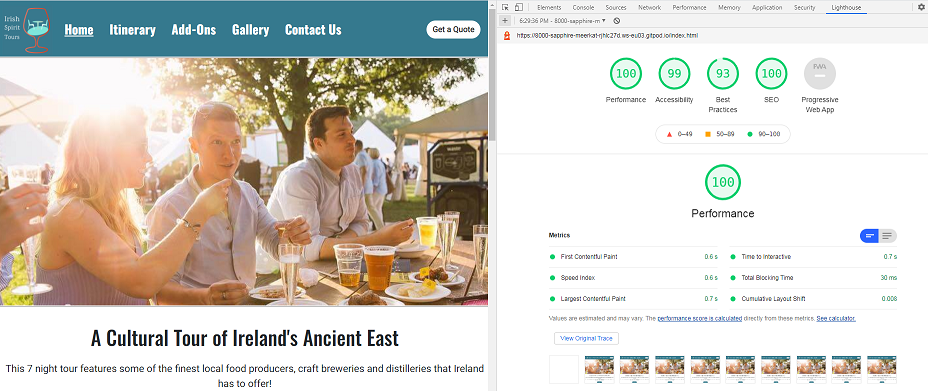 Irish
Spirit
Tours
Home Itinerary Add-Ons Gallery Contact Us
Get a Quote
A Cultural Tour of Ireland's Ancient East
This 7 night tour features some of the finest local food producers, craft breweries and distilleries that Ireland
has to offer!
Elements Console Sources Network Performance Memory Application Security Lighthouse
6:29:36 PM - 8000-sapphire-m
https://8000-sapphire-meerkat-rjhlc27d.ws-eu03.gitpod.io/index.html
100 99 93 100 PWA
Performance Accessibility Best Practices SEO Progressive Web App
0–49 50–89 90–100
100
Performance
Metrics
First Contentful Paint 0.6 s Time to Interactive 0.7 s
Speed Index 0.6 s Total Blocking Time 30 ms
Largest Contentful Paint 0.7 s Cumulative Layout Shift 0.008
Values are estimated and may vary. The performance score is calculated directly from these metrics. See calculator.
View Original Trace